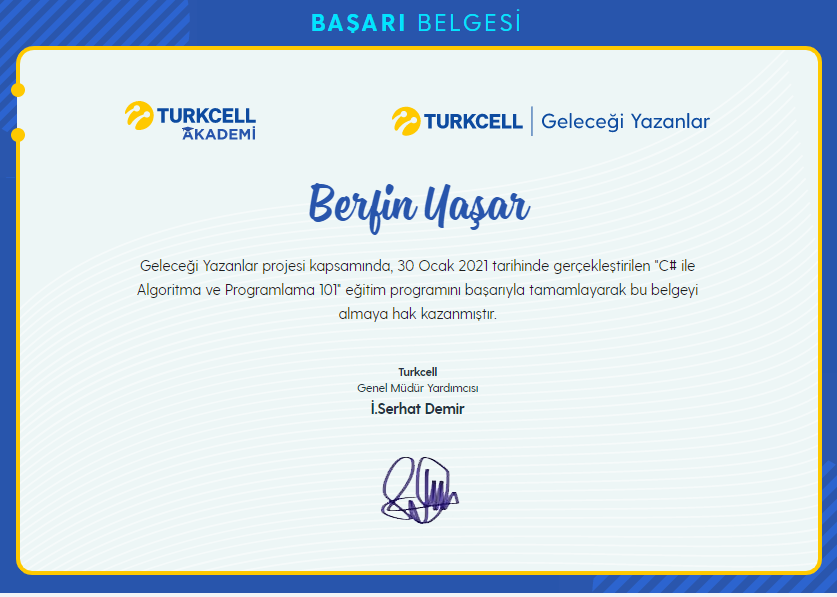 BAŞARI BELGESİ
TURKCELL
AKADEMİ
TURKCELL | Geleceği Yazanlar
Berfin Yaşar
Geleceği Yazanlar projesi kapsamında, 30 Ocak 2021 tarihinde gerçekleştirilen "C# ile
Algoritma ve Programlama 101" eğitim programını başarıyla tamamlayarak bu belgeyi
almaya hak kazanmıştır.
Turkcell
Genel Müdür Yardımcısı
İ.Serhat Demir